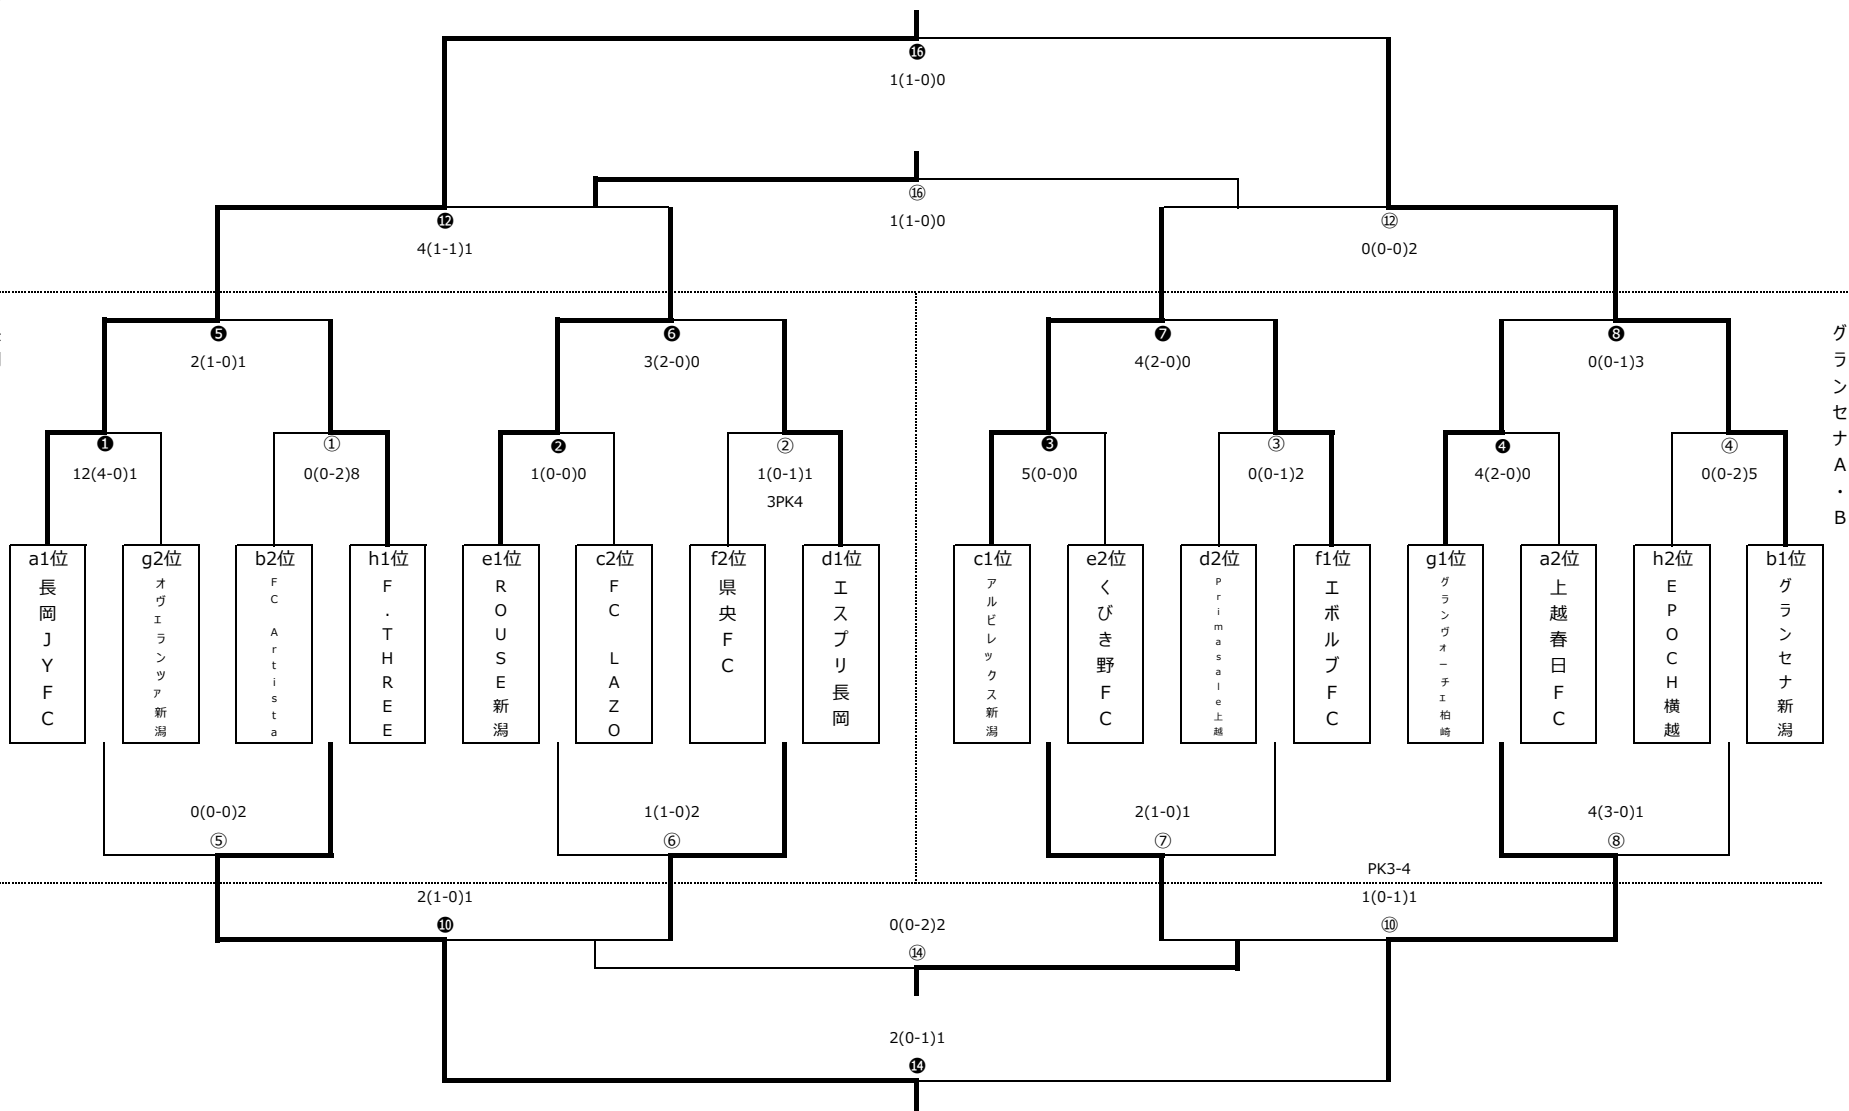 ⓰
1(1-0)0
⑯
1(1-0)0
⓬
4(1-1)1
⑫
0(0-0)2
❺
2(1-0)1
❻
3(2-0)0
❼
4(2-0)0
❽
0(0-1)3
グランセナA・B
❶
12(4-0)1
①
0(0-2)8
❷
1(0-0)0
②
1(0-1)1
3PK4
❸
5(0-0)0
③
0(0-1)2
❹
4(2-0)0
④
0(0-2)5
a1位
長岡JYFC
g2位
オヴェランツァ新潟
b2位
FC Artista
h1位
F.THREE
e1位
ROUSE新潟
c2位
FC LAZO
f2位
県央FC
d1位
エスプリ長岡
c1位
アルビレックス新潟
e2位
くびき野FC
d2位
Primasale上越
f1位
エボルブFC
g1位
グランヴォーチェ柏崎
a2位
上越春日FC
h2位
EPOCH横越
b1位
グランセナ新潟
0(0-0)2
⑤
1(1-0)2
⑥
2(1-0)1
⑦
4(3-0)1
⑧
2(1-0)1
❿
PK3-4
1(0-1)1
⑩
0(0-2)2
⑭
2(0-1)1
⓮